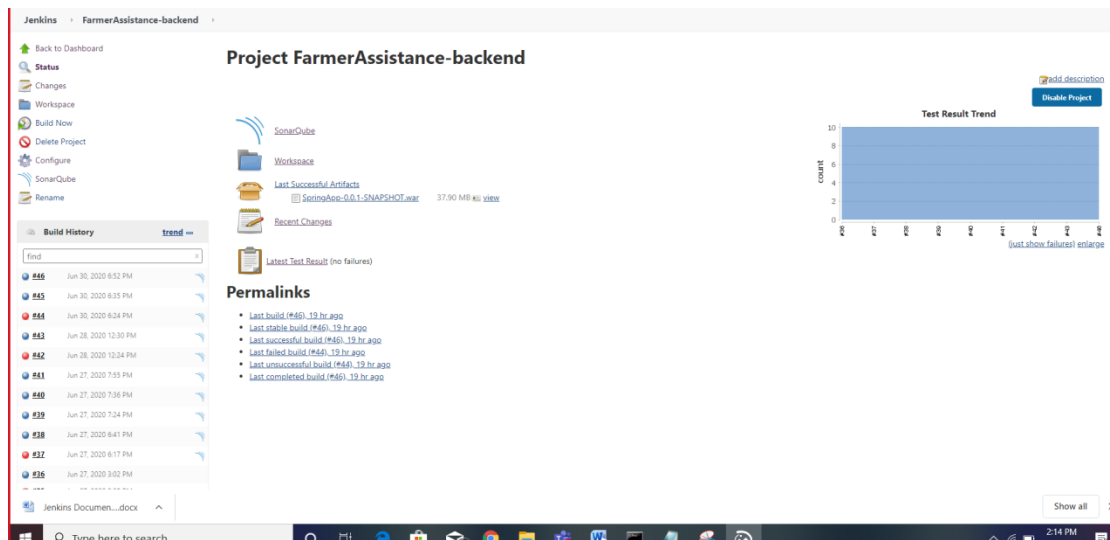 Jenkins › FarmerAssistance-backend ›
Back to Dashboard
Status
Changes
Workspace
Build Now
Delete Project
Configure
SonarQube
Rename
Build History trend
find x
#46 Jun 30, 2020 6:52 PM
#45 Jun 30, 2020 6:35 PM
#44 Jun 30, 2020 6:24 PM
#43 Jun 28, 2020 12:30 PM
#42 Jun 28, 2020 12:24 PM
#41 Jun 27, 2020 7:55 PM
#40 Jun 27, 2020 7:36 PM
#39 Jun 27, 2020 7:24 PM
#38 Jun 27, 2020 6:41 PM
#37 Jun 27, 2020 6:17 PM
#36 Jun 27, 2020 3:02 PM
Project FarmerAssistance-backend
add description
Disable Project
SonarQube
Workspace
Last Successful Artifacts
SpringApp-0.0.1-SNAPSHOT.war 37.90 MB view
Recent Changes
Latest Test Result (no failures)
Permalinks
Last build (#46), 19 hr ago
Last stable build (#46), 19 hr ago
Last successful build (#46), 19 hr ago
Last failed build (#44), 19 hr ago
Last unsuccessful build (#44), 19 hr ago
Last completed build (#46), 19 hr ago
Test Result Trend
count
10
8
6
4
2
0
#36 #37 #38 #39 #40 #41 #42 #43 #46
(just show failures) enlarge
Jenkins Documen....docx
Show all
Type here to search
2:14 PM